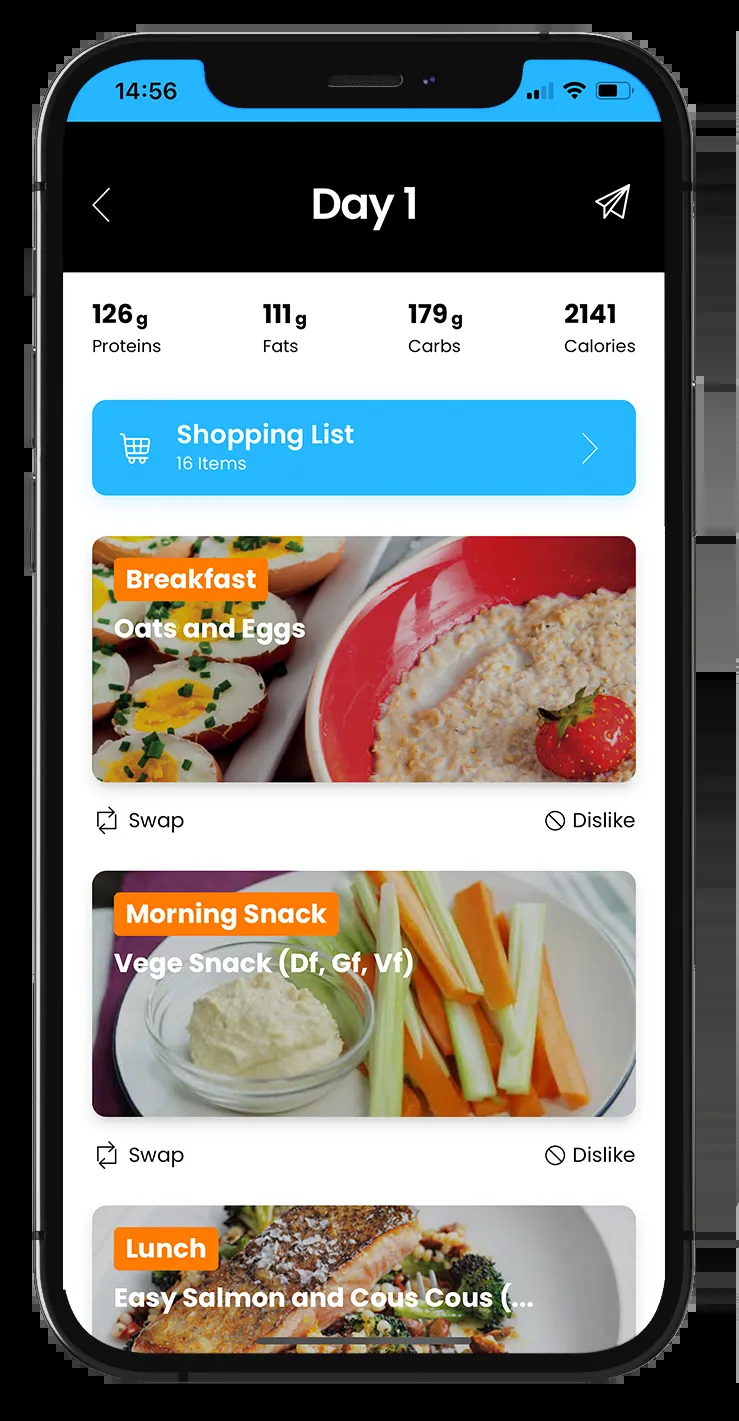 14:56
Day 1
126 g
Proteins
111 g
Fats
179 g
Carbs
2141
Calories
Shopping List
16 Items
Breakfast
Oats and Eggs
Swap
Dislike
Morning Snack
Vege Snack (Df, Gf, Vf)
Swap
Dislike
Lunch
Easy Salmon and Cous Cous (...